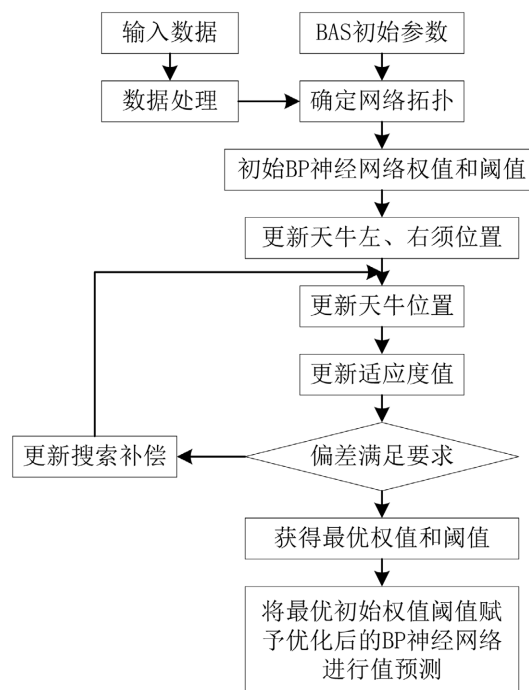 输入数据
BAS初始参数
数据处理
确定网络拓扑
初始BP神经网络权值和阈值
更新天牛左、右须位置
更新天牛位置
更新适应度值
更新搜索补偿
偏差满足要求
获得最优权值和阈值
将最优初始权值阈值赋
予优化后的BP神经网络
进行值预测